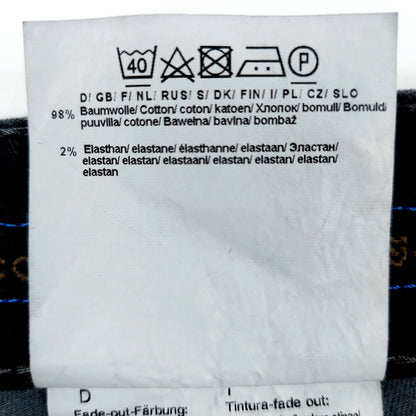 40 P
D/ GB/ F/ NL/ RUS/ S/ DK/ FIN/ I/ PL/ CZ/ SLO
98% Baumwolle/ Cotton/ coton/ katoen/ Хлопок/ bomull/ Bomuld/
puuvilla/ cotone/ Bawełna/ bavlna/ bombaž
2% Elasthan/ elastane/ élasthanne/ elastaan/ Эластан/
elastan/ elastan/ elastaani/ elastan/ elastan/ elastan/
elastan
D
Fade-out-Färbung:
Tintura-fade out: